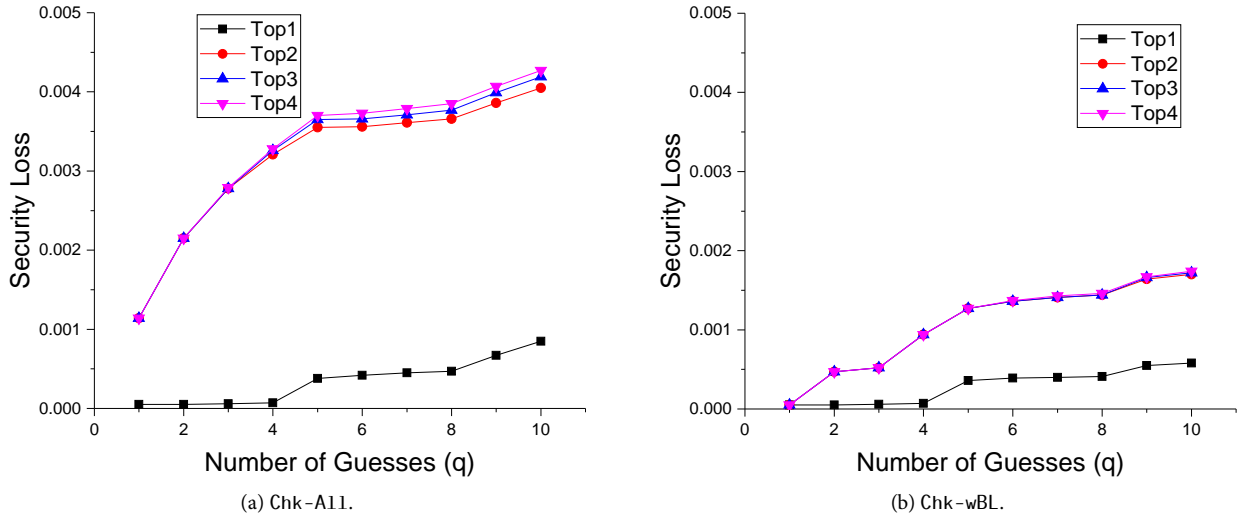 0.005
0.004
0.003
0.002
0.001
0.000
Security Loss
Top1
Top2
Top3
Top4
0
2
4
6
8
10
Number of Guesses (q)
(a) Chk-All.
0.005
0.004
0.003
0.002
0.001
0.000
Security Loss
Top1
Top2
Top3
Top4
0
2
4
6
8
10
Number of Guesses (q)
(b) Chk-wBL.